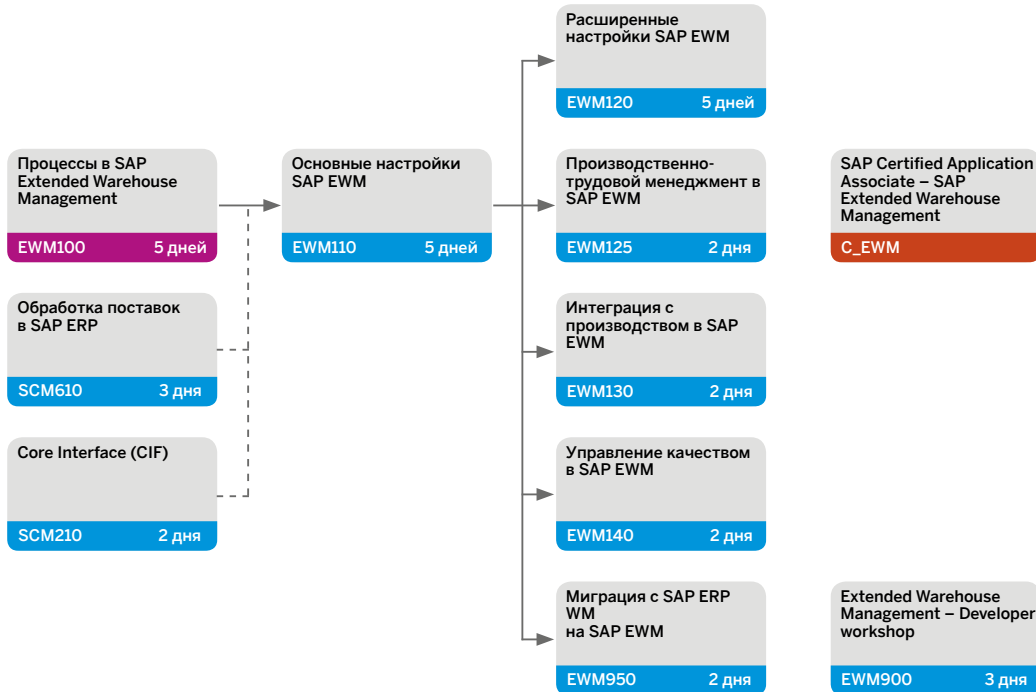 Расширенные
настройки SAP EWM
EWM120 5 дней
Процессы в SAP
Extended Warehouse
Management
EWM100 5 дней
Основные настройки
SAP EWM
EWM110 5 дней
Производственно-
трудовой менеджмент в
SAP EWM
EWM125 2 дня
SAP Certified Application
Associate – SAP
Extended Warehouse
Management
C_EWM
Обработка поставок
в SAP ERP
SCM610 3 дня
Интеграция с
производством в SAP
EWM
EWM130 2 дня
Core Interface (CIF)
SCM210 2 дня
Управление качеством
в SAP EWM
EWM140 2 дня
Миграция с SAP ERP
WM
на SAP EWM
EWM950 2 дня
Extended Warehouse
Management – Developer
workshop
EWM900 3 дня